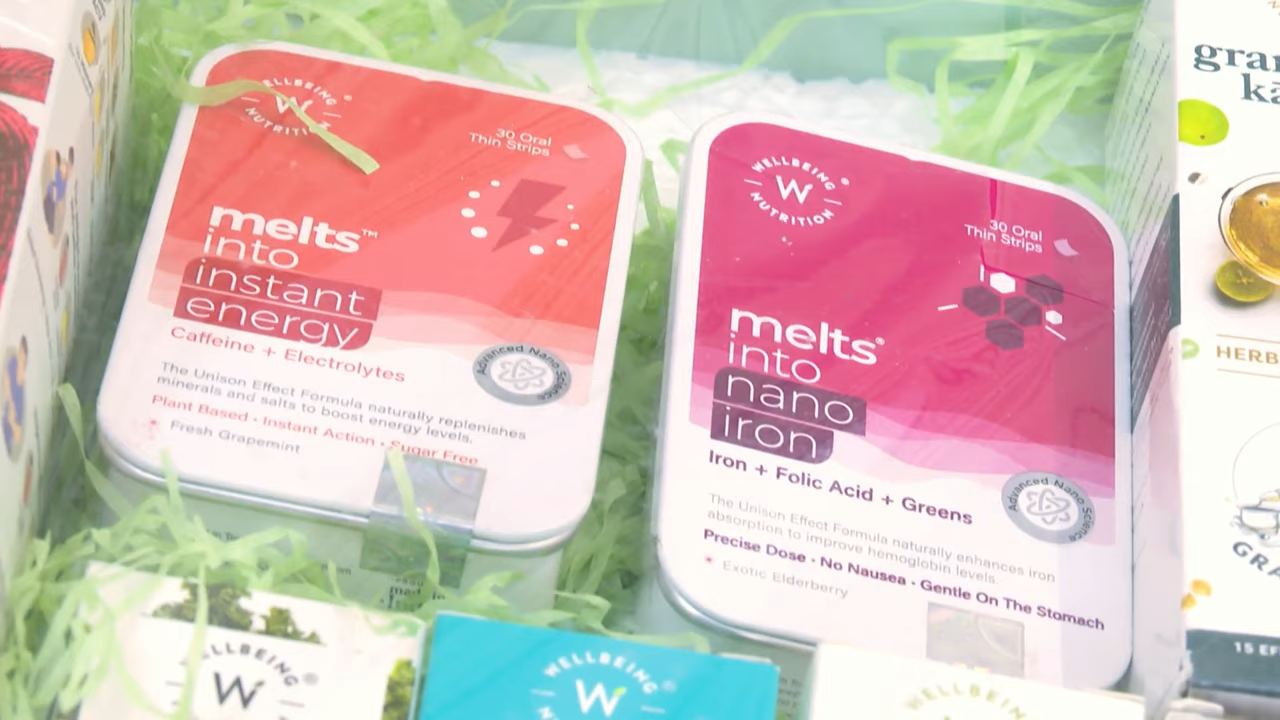 WELLBEING NUTRITION
W
30 Oral
Thin Strips
melts™
into
instant
energy
Caffeine + Electrolytes
Advanced Nano Science
The Unison Effect Formula naturally replenishes
minerals and salts to boost energy levels.
Plant Based • Instant Action • Sugar Free
Fresh Grapemint
WELLBEING NUTRITION®
W
30 Oral
Thin Strips
melts®
into
nano
iron
Iron + Folic Acid + Greens
Advanced Nano Science
The Unison Effect Formula naturally enhances iron
absorption to improve hemoglobin levels.
Precise Dose • No Nausea • Gentle On The Stomach
Exotic Elderberry
WELLBEING
W
WELLBEING
W
WELLBEING
gran
kā
HERB
GRA
15 EF